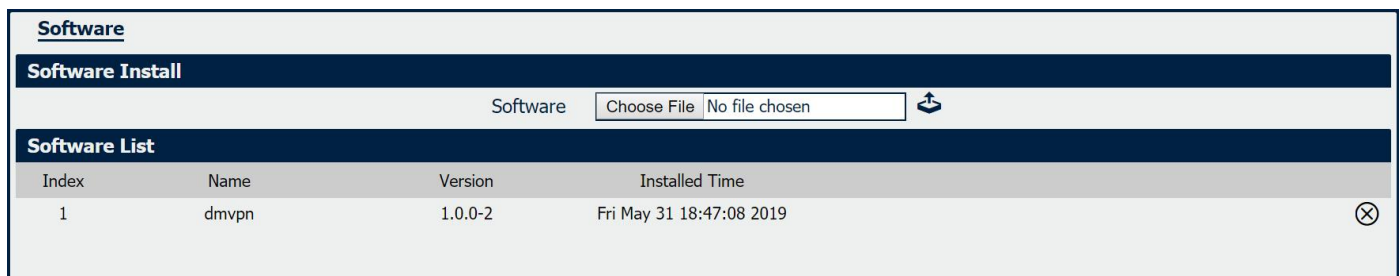 Software
Software Install
Software Choose File No file chosen
Software List
Index Name Version Installed Time
1 dmvpn 1.0.0-2 Fri May 31 18:47:08 2019